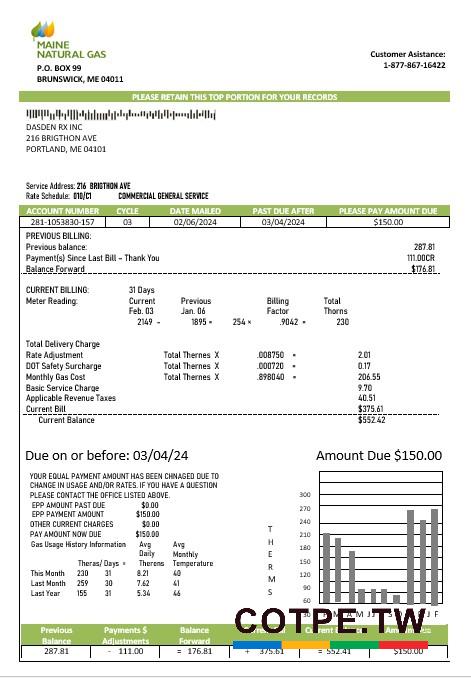 MAINE
NATURAL GAS
P.O. BOX 99
BRUNSWICK, ME 04011
Customer Asistance:
1-877-867-16422
PLEASE RETAIN THIS TOP PORTION FOR YOUR RECORDS
DASDEN RX INC
216 BRIGTHON AVE
PORTLAND, ME 04101
Service Address: 216 BRIGTHON AVE
Rate Schedule: 010/C1 COMMERCIAL GENERAL SERVICE
ACCOUNT NUMBER CYCLE DATE MAILED PAST DUE AFTER PLEASE PAY AMOUNT DUE
281-1053830-157 03 02/06/2024 03/04/2024 $150.00
PREVIOUS BILLING:
Previous balance: 287.81
Payment(s) Since Last Bill – Thank You 111.00CR
Balance Forward $176.81
CURRENT BILLING: 31 Days
Meter Reading: Current Previous Billing Total
Feb. 03 Jan. 06 Factor Thorns
2149 – 1895 = 254 × .9042 = 230
Total Delivery Charge
Rate Adjustment Total Thernes X .008750 = 2.01
DOT Safety Surcharge Total Thernes X .000720 = 0.17
Monthly Gas Cost Total Thernes X .898040 = 206.55
Basic Service Charge 9.70
Applicable Revenue Taxes 40.51
Current Bill $375.61
Current Balance $552.42
Due on or before: 03/04/24 Amount Due $150.00
YOUR EQUAL PAYMENT AMOUNT HAS BEEN CHNAGED DUE TO
CHANGE IN USAGE AND/OR RATES. IF YOU HAVE A QUESTION
PLEASE CONTACT THE OFFICE LISTED ABOVE.
EPP AMOUNT PAST DUE $0.00
EPP PAYMENT AMOUNT $150.00
OTHER CURRENT CHARGES $0.00
PAY AMOUNT NOW DUE $150.00
Gas Usage History Information Avg Avg
Daily Monthly
Theras/ Days = Therens Temperature
This Month 230 31 8.21 40
Last Month 259 30 7.62 41
Last Year 155 31 5.34 46
T
H
E
R
M
S
300
270
240
210
180
150
120
90
60
30
A M J J S O N D J F
COTPE.TW
Previous Payments $ Balance
Balance Adjustments Forward
287.81 - 111.00 = 176.81 + 375.61 = 552.41 $150.00